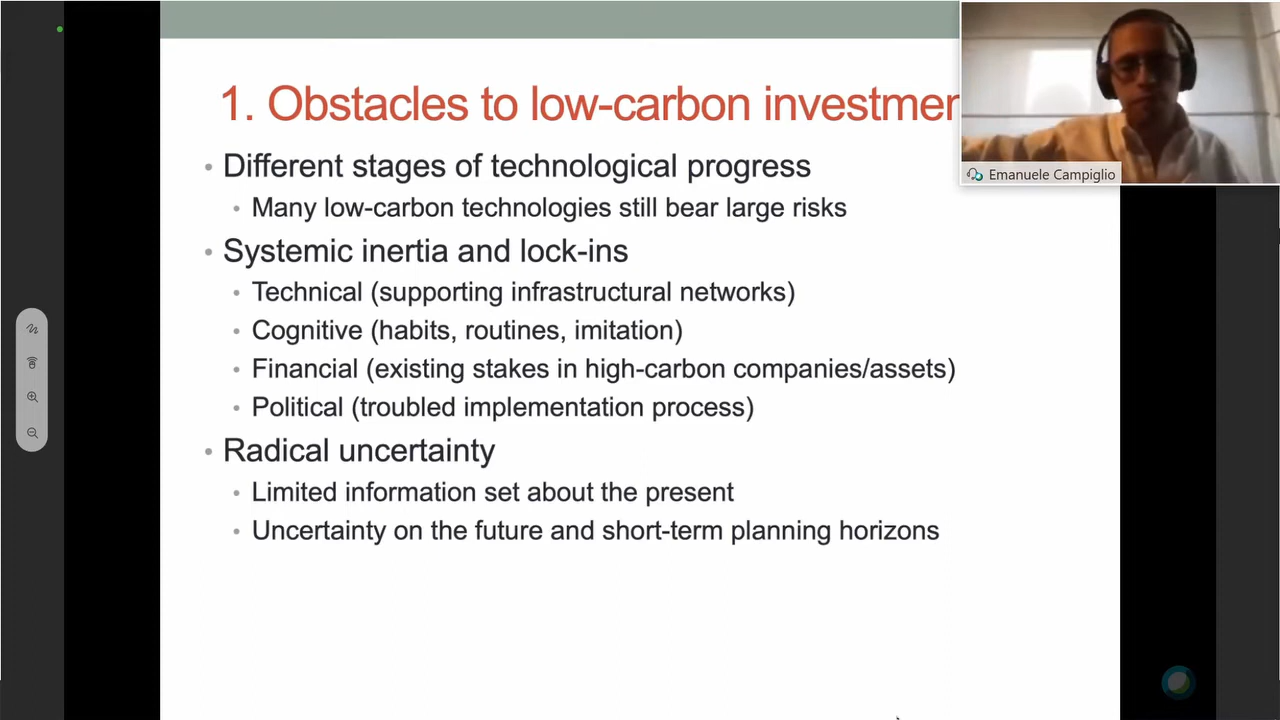 1. Obstacles to low-carbon investmen
Different stages of technological progress
Many low-carbon technologies still bear large risks
Systemic inertia and lock-ins
Technical (supporting infrastructural networks)
Cognitive (habits, routines, imitation)
Financial (existing stakes in high-carbon companies/assets)
Political (troubled implementation process)
Radical uncertainty
Limited information set about the present
Uncertainty on the future and short-term planning horizons
Emanuele Campiglio